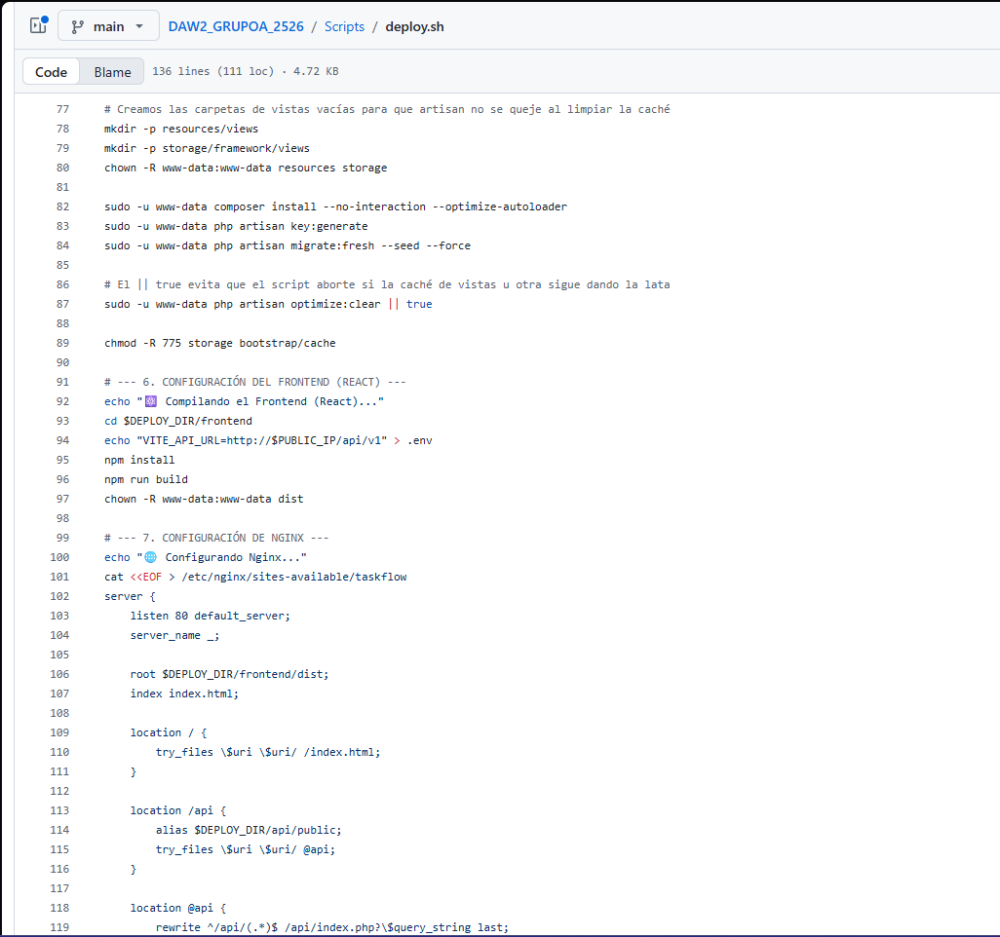 main
DAW2_GRUPOA_2526 / Scripts / deploy.sh
Code Blame 136 lines (111 loc) · 4.72 KB
77 # Creamos las carpetas de vistas vacías para que artisan no se queje al limpiar la caché
78 mkdir -p resources/views
79 mkdir -p storage/framework/views
80 chown -R www-data:www-data resources storage
81
82 sudo -u www-data composer install --no-interaction --optimize-autoloader
83 sudo -u www-data php artisan key:generate
84 sudo -u www-data php artisan migrate:fresh --seed --force
85
86 # El || true evita que el script aborte si la caché de vistas u otra sigue dando la lata
87 sudo -u www-data php artisan optimize:clear || true
88
89 chmod -R 775 storage bootstrap/cache
90
91 # --- 6. CONFIGURACIÓN DEL FRONTEND (REACT) ---
92 echo "⚛️ Compilando el Frontend (React)..."
93 cd $DEPLOY_DIR/frontend
94 echo "VITE_API_URL=http://$PUBLIC_IP/api/v1" > .env
95 npm install
96 npm run build
97 chown -R www-data:www-data dist
98
99 # --- 7. CONFIGURACIÓN DE NGINX ---
100 echo "🌐 Configurando Nginx..."
101 cat <<EOF > /etc/nginx/sites-available/taskflow
102 server {
103     listen 80 default_server;
104     server_name _;
105
106     root $DEPLOY_DIR/frontend/dist;
107     index index.html;
108
109     location / {
110         try_files \$uri \$uri/ /index.html;
111     }
112
113     location /api {
114         alias $DEPLOY_DIR/api/public;
115         try_files \$uri \$uri/ @api;
116     }
117
118     location @api {
119         rewrite ^/api/(.*)$ /api/index.php?\$query_string last;